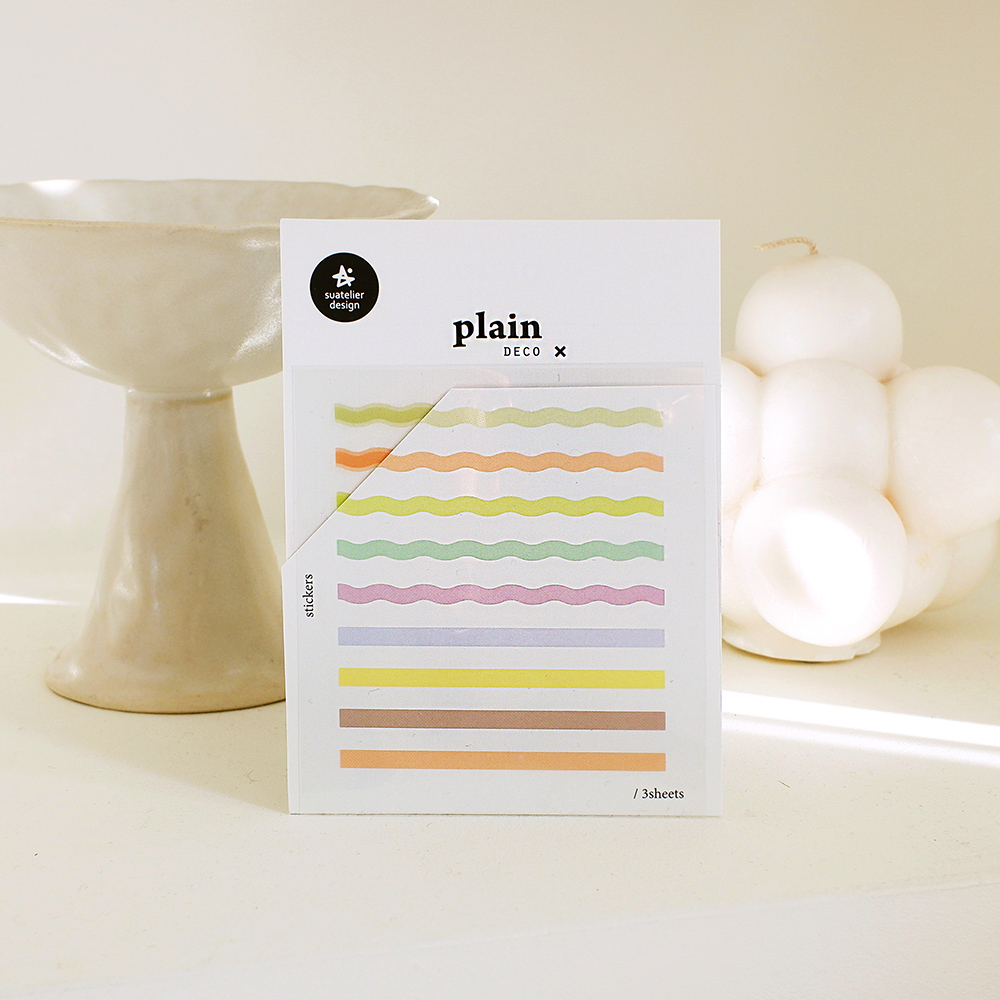 suatelier
design
plain
DECO ×
stickers
/ 3sheets